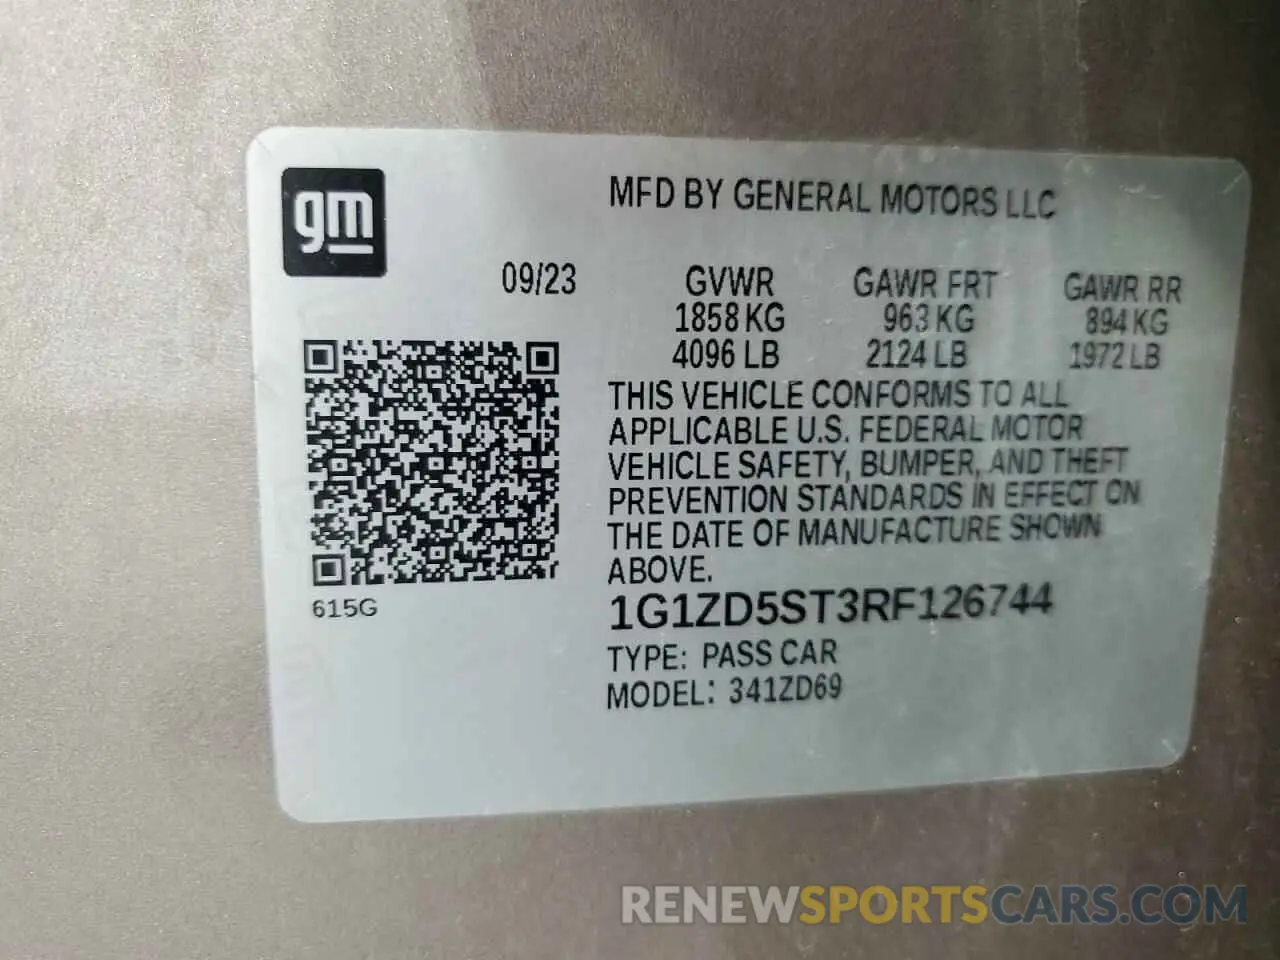 gm
MFD BY GENERAL MOTORS LLC
09/23 GVWR GAWR FRT GAWR RR
1858 KG 963 KG 894 KG
4096 LB 2124 LB 1972 LB
THIS VEHICLE CONFORMS TO ALL
APPLICABLE U.S. FEDERAL MOTOR
VEHICLE SAFETY, BUMPER, AND THEFT
PREVENTION STANDARDS IN EFFECT ON
THE DATE OF MANUFACTURE SHOWN
ABOVE.
615G
1G1ZD5ST3RF126744
TYPE: PASS CAR
MODEL: 341ZD69
RENEWSPORTSCARS.COM